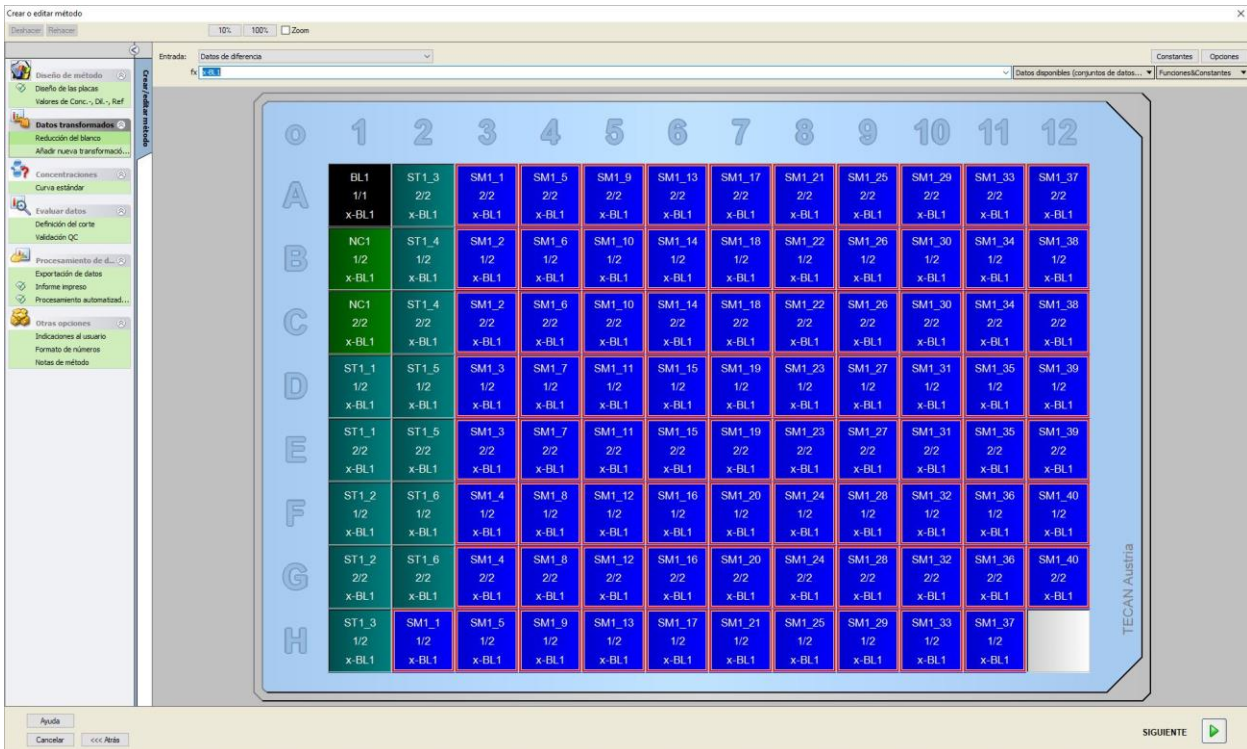 Crear o editar método
Deshacer Rehacer 10% 100% Zoom
Entrada: Datos de diferencia Constantes Opciones
fx x-BL1 Datos disponibles (conjuntos de datos... Funciones&Constantes
Crear/editar método
Diseño de método
Diseño de las placas
Valores de Conc.-, Dil.-, Ref
Datos transformados
Reducción del blanco
Añadir nueva transformació...
Concentraciones
Curva estándar
Evaluar datos
Definición del corte
Validación QC
Procesamiento de d...
Exportación de datos
Informe impreso
Procesamiento automatizad...
Otras opciones
Indicaciones al usuario
Formato de números
Notas de método
1 2 3 4 5 6 7 8 9 10 11 12
A
BL1 ST1_3 SM1_1 SM1_5 SM1_9 SM1_13 SM1_17 SM1_21 SM1_25 SM1_29 SM1_33 SM1_37
1/1 2/2 2/2 2/2 2/2 2/2 2/2 2/2 2/2 2/2 2/2 2/2
x-BL1 x-BL1 x-BL1 x-BL1 x-BL1 x-BL1 x-BL1 x-BL1 x-BL1 x-BL1 x-BL1 x-BL1
B
NC1 ST1_4 SM1_2 SM1_6 SM1_10 SM1_14 SM1_18 SM1_22 SM1_26 SM1_30 SM1_34 SM1_38
1/2 1/2 1/2 1/2 1/2 1/2 1/2 1/2 1/2 1/2 1/2 1/2
x-BL1 x-BL1 x-BL1 x-BL1 x-BL1 x-BL1 x-BL1 x-BL1 x-BL1 x-BL1 x-BL1 x-BL1
C
NC1 ST1_4 SM1_2 SM1_6 SM1_10 SM1_14 SM1_18 SM1_22 SM1_26 SM1_30 SM1_34 SM1_38
2/2 2/2 2/2 2/2 2/2 2/2 2/2 2/2 2/2 2/2 2/2 2/2
x-BL1 x-BL1 x-BL1 x-BL1 x-BL1 x-BL1 x-BL1 x-BL1 x-BL1 x-BL1 x-BL1 x-BL1
D
ST1_1 ST1_5 SM1_3 SM1_7 SM1_11 SM1_15 SM1_19 SM1_23 SM1_27 SM1_31 SM1_35 SM1_39
1/2 1/2 1/2 1/2 1/2 1/2 1/2 1/2 1/2 1/2 1/2 1/2
x-BL1 x-BL1 x-BL1 x-BL1 x-BL1 x-BL1 x-BL1 x-BL1 x-BL1 x-BL1 x-BL1 x-BL1
E
ST1_1 ST1_5 SM1_3 SM1_7 SM1_11 SM1_15 SM1_19 SM1_23 SM1_27 SM1_31 SM1_35 SM1_39
2/2 2/2 2/2 2/2 2/2 2/2 2/2 2/2 2/2 2/2 2/2 2/2
x-BL1 x-BL1 x-BL1 x-BL1 x-BL1 x-BL1 x-BL1 x-BL1 x-BL1 x-BL1 x-BL1 x-BL1
F
ST1_2 ST1_6 SM1_4 SM1_8 SM1_12 SM1_16 SM1_20 SM1_24 SM1_28 SM1_32 SM1_36 SM1_40
1/2 1/2 1/2 1/2 1/2 1/2 1/2 1/2 1/2 1/2 1/2 1/2
x-BL1 x-BL1 x-BL1 x-BL1 x-BL1 x-BL1 x-BL1 x-BL1 x-BL1 x-BL1 x-BL1 x-BL1
G
ST1_2 ST1_6 SM1_4 SM1_8 SM1_12 SM1_16 SM1_20 SM1_24 SM1_28 SM1_32 SM1_36 SM1_40
2/2 2/2 2/2 2/2 2/2 2/2 2/2 2/2 2/2 2/2 2/2 2/2
x-BL1 x-BL1 x-BL1 x-BL1 x-BL1 x-BL1 x-BL1 x-BL1 x-BL1 x-BL1 x-BL1 x-BL1
H
ST1_3 SM1_1 SM1_5 SM1_9 SM1_13 SM1_17 SM1_21 SM1_25 SM1_29 SM1_33 SM1_37
1/2 1/2 1/2 1/2 1/2 1/2 1/2 1/2 1/2 1/2 1/2
x-BL1 x-BL1 x-BL1 x-BL1 x-BL1 x-BL1 x-BL1 x-BL1 x-BL1 x-BL1 x-BL1
TECAN Austria
Ayuda
Cancelar <<< Atrás
SIGUIENTE